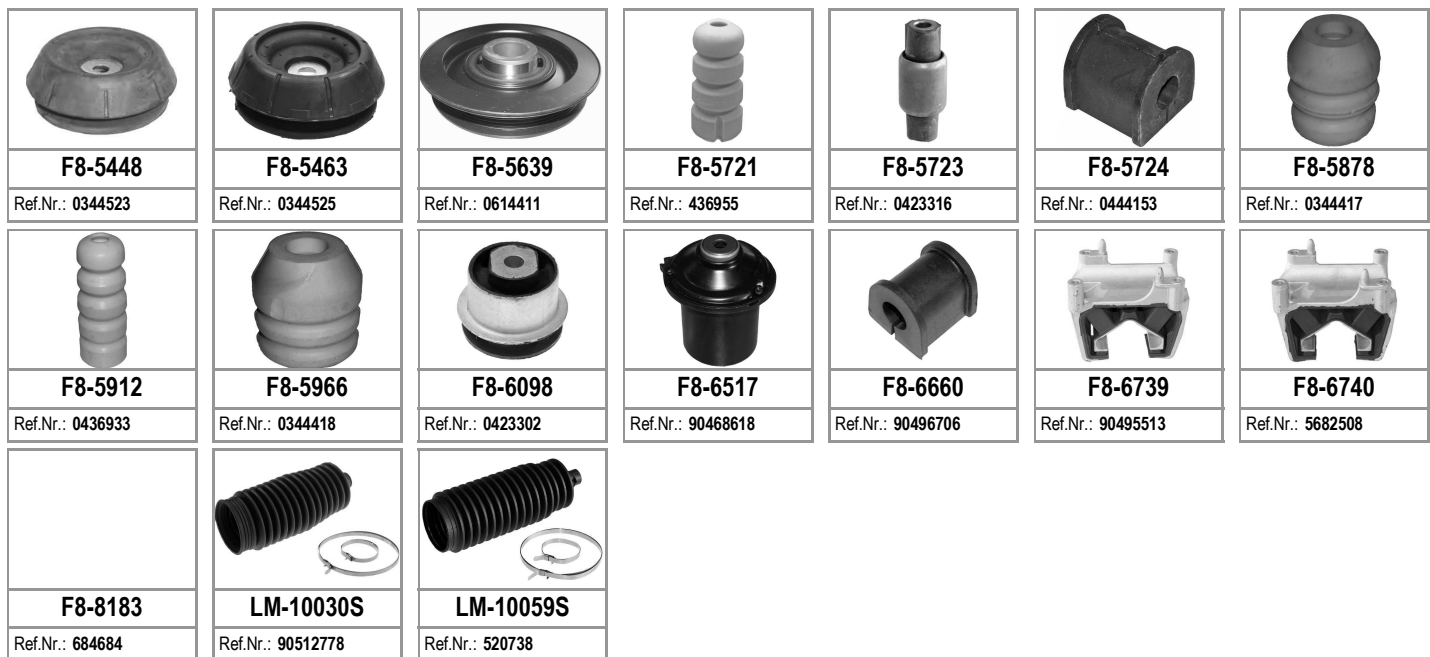 F8-5448
Ref.Nr.: 0344523
F8-5463
Ref.Nr.: 0344525
F8-5639
Ref.Nr.: 0614411
F8-5721
Ref.Nr.: 436955
F8-5723
Ref.Nr.: 0423316
F8-5724
Ref.Nr.: 0444153
F8-5878
Ref.Nr.: 0344417
F8-5912
Ref.Nr.: 0436933
F8-5966
Ref.Nr.: 0344418
F8-6098
Ref.Nr.: 0423302
F8-6517
Ref.Nr.: 90468618
F8-6660
Ref.Nr.: 90496706
F8-6739
Ref.Nr.: 90495513
F8-6740
Ref.Nr.: 5682508
F8-8183
Ref.Nr.: 684684
LM-10030S
Ref.Nr.: 90512778
LM-10059S
Ref.Nr.: 520738